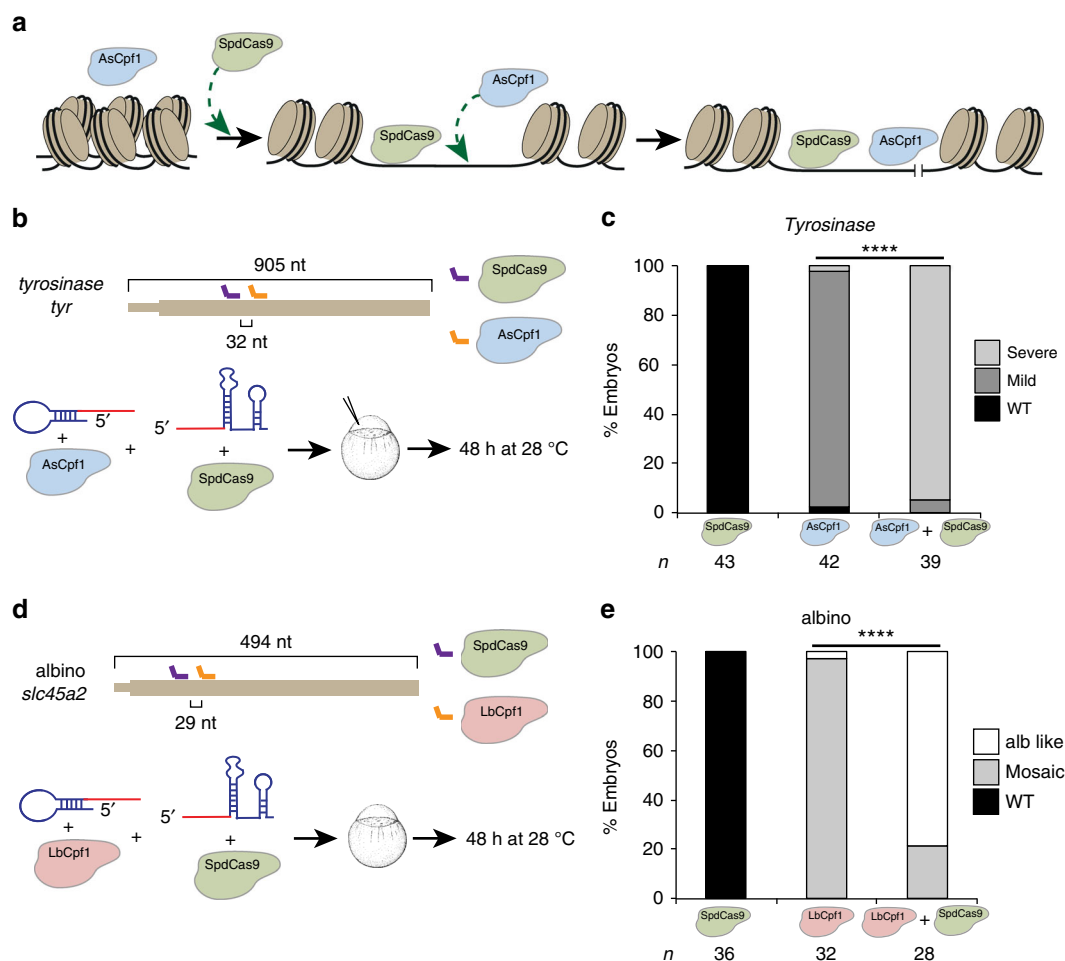 a
AsCpf1
SpdCas9
SpdCas9
AsCpf1
SpdCas9
AsCpf1
b
905 nt
tyrosinase
tyr
32 nt
SpdCas9
AsCpf1
5′
+
AsCpf1
+
5′
+
SpdCas9
48 h at 28 °C
c
Tyrosinase
****
% Embryos
100
80
60
40
20
0
Severe
Mild
WT
SpdCas9
AsCpf1
AsCpf1 + SpdCas9
n 43 42 39
d
494 nt
albino
slc45a2
29 nt
SpdCas9
LbCpf1
5′
+
LbCpf1
+
5′
+
SpdCas9
48 h at 28 °C
e
albino
****
% Embryos
100
80
60
40
20
0
alb like
Mosaic
WT
SpdCas9
LbCpf1
LbCpf1 + SpdCas9
n 36 32 28